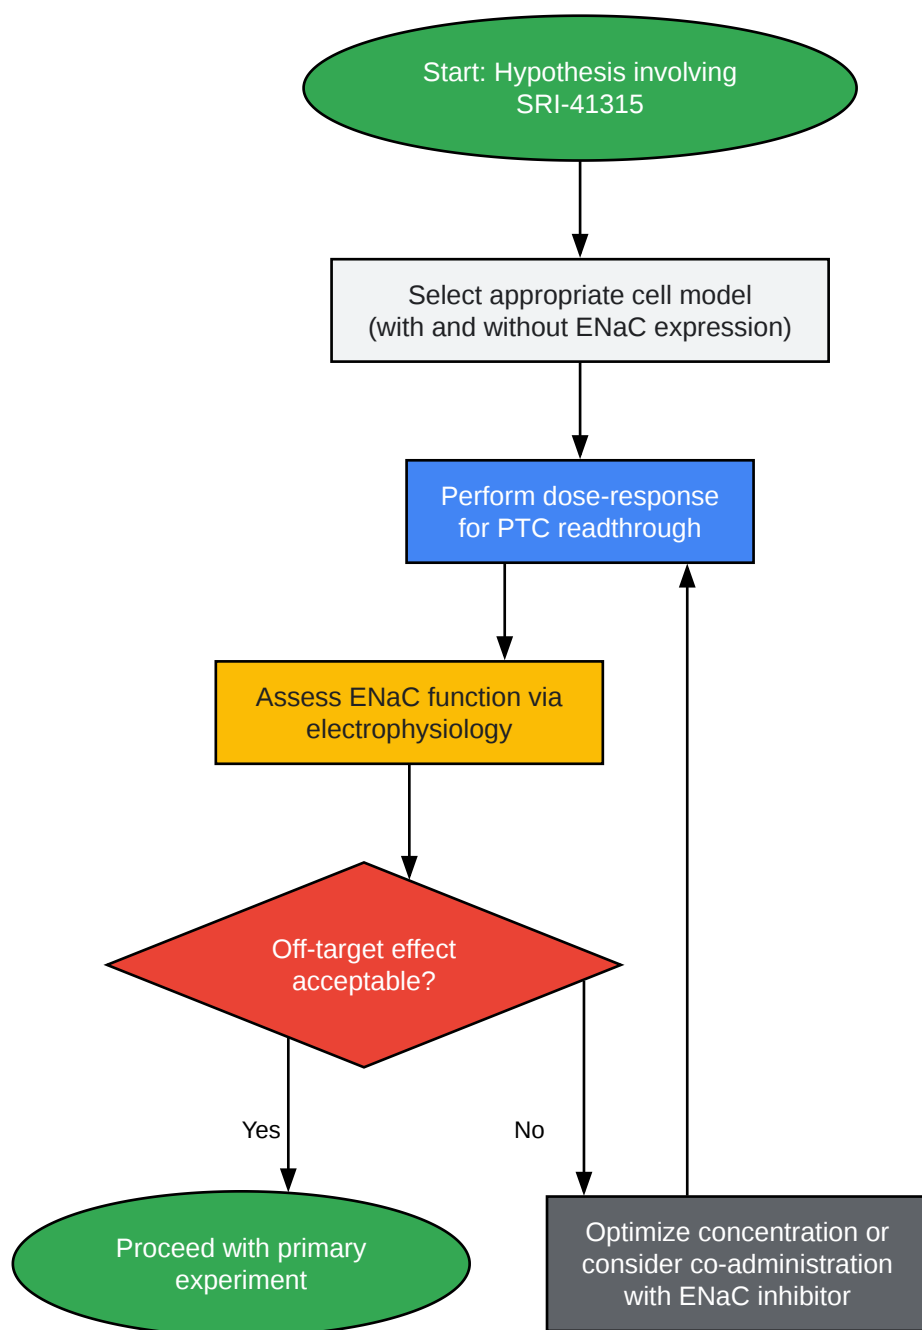 Start: Hypothesis involving
SRI-41315
Select appropriate cell model
(with and without ENaC expression)
Perform dose-response
for PTC readthrough
Assess ENaC function via
electrophysiology
Off-target effect
acceptable?
Yes
No
Proceed with primary
experiment
Optimize concentration or
consider co-administration
with ENaC inhibitor